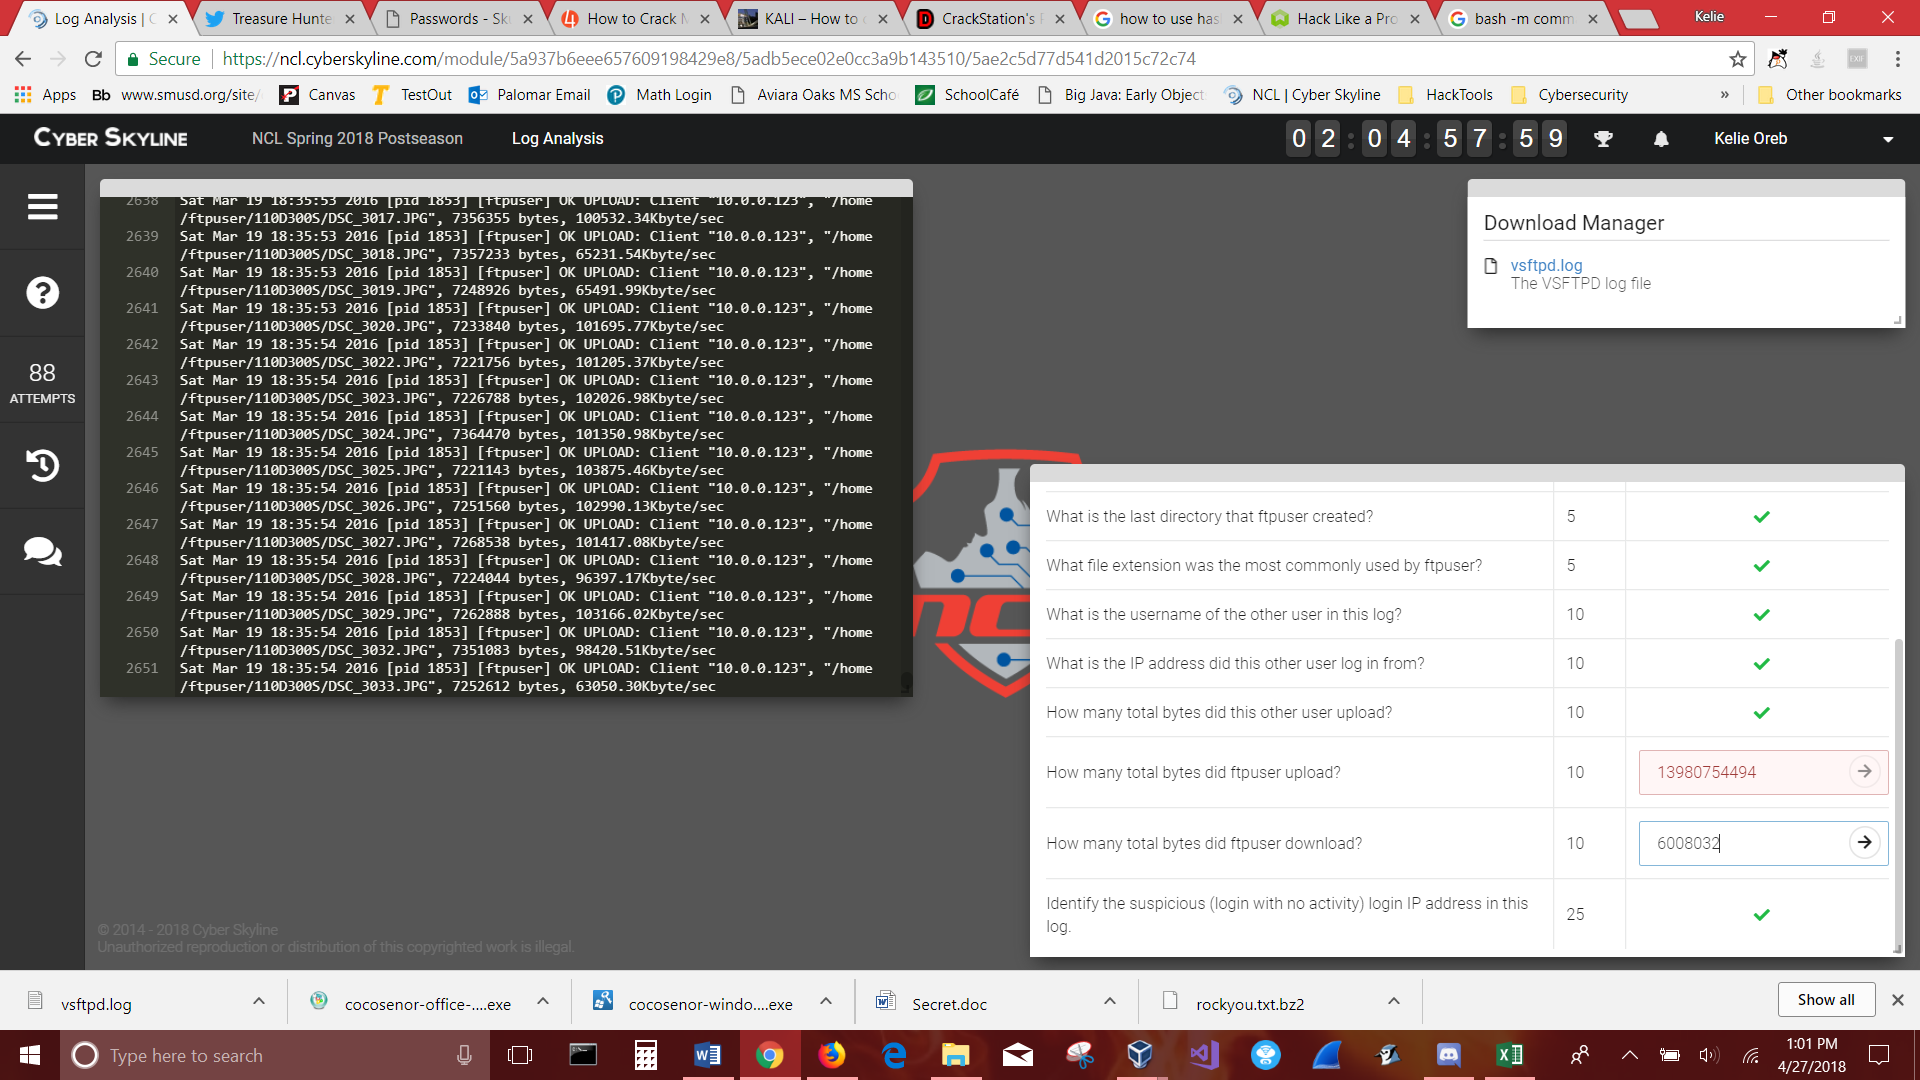 Log Analysis | C
Treasure Hunte
Passwords - Sk
How to Crack M
KALI – How to c
CrackStation's P
how to use has
Hack Like a Pro
bash -m comm
Kelie
Secure
https://ncl.cyberskyline.com/module/5a937b6eee657609198429e8/5adb5ece02e0cc3a9b143510/5ae2c5d77d541d2015c72c74
Apps
Bb www.smusd.org/site/
Canvas
TestOut
Palomar Email
Math Login
Aviara Oaks MS Scho
SchoolCafé
Big Java: Early Object
NCL | Cyber Skyline
HackTools
Cybersecurity
»
Other bookmarks
CYBER SKYLINE
NCL Spring 2018 Postseason
Log Analysis
02:04:57:59
Kelie Oreb
88
ATTEMPTS
2638 Sat Mar 19 18:35:53 2016 [pid 1853] [ftpuser] OK UPLOAD: Client "10.0.0.123", "/home
/ftpuser/110D300S/DSC_3017.JPG", 7356355 bytes, 100532.34Kbyte/sec
2639 Sat Mar 19 18:35:53 2016 [pid 1853] [ftpuser] OK UPLOAD: Client "10.0.0.123", "/home
/ftpuser/110D300S/DSC_3018.JPG", 7357233 bytes, 65231.54Kbyte/sec
2640 Sat Mar 19 18:35:53 2016 [pid 1853] [ftpuser] OK UPLOAD: Client "10.0.0.123", "/home
/ftpuser/110D300S/DSC_3019.JPG", 7248926 bytes, 65491.99Kbyte/sec
2641 Sat Mar 19 18:35:53 2016 [pid 1853] [ftpuser] OK UPLOAD: Client "10.0.0.123", "/home
/ftpuser/110D300S/DSC_3020.JPG", 7233840 bytes, 101695.77Kbyte/sec
2642 Sat Mar 19 18:35:54 2016 [pid 1853] [ftpuser] OK UPLOAD: Client "10.0.0.123", "/home
/ftpuser/110D300S/DSC_3022.JPG", 7221756 bytes, 101205.37Kbyte/sec
2643 Sat Mar 19 18:35:54 2016 [pid 1853] [ftpuser] OK UPLOAD: Client "10.0.0.123", "/home
/ftpuser/110D300S/DSC_3023.JPG", 7226788 bytes, 102026.98Kbyte/sec
2644 Sat Mar 19 18:35:54 2016 [pid 1853] [ftpuser] OK UPLOAD: Client "10.0.0.123", "/home
/ftpuser/110D300S/DSC_3024.JPG", 7364470 bytes, 101350.98Kbyte/sec
2645 Sat Mar 19 18:35:54 2016 [pid 1853] [ftpuser] OK UPLOAD: Client "10.0.0.123", "/home
/ftpuser/110D300S/DSC_3025.JPG", 7221143 bytes, 103875.46Kbyte/sec
2646 Sat Mar 19 18:35:54 2016 [pid 1853] [ftpuser] OK UPLOAD: Client "10.0.0.123", "/home
/ftpuser/110D300S/DSC_3026.JPG", 7251560 bytes, 102990.13Kbyte/sec
2647 Sat Mar 19 18:35:54 2016 [pid 1853] [ftpuser] OK UPLOAD: Client "10.0.0.123", "/home
/ftpuser/110D300S/DSC_3027.JPG", 7268538 bytes, 101417.08Kbyte/sec
2648 Sat Mar 19 18:35:54 2016 [pid 1853] [ftpuser] OK UPLOAD: Client "10.0.0.123", "/home
/ftpuser/110D300S/DSC_3028.JPG", 7224044 bytes, 96397.17Kbyte/sec
2649 Sat Mar 19 18:35:54 2016 [pid 1853] [ftpuser] OK UPLOAD: Client "10.0.0.123", "/home
/ftpuser/110D300S/DSC_3029.JPG", 7262888 bytes, 103166.02Kbyte/sec
2650 Sat Mar 19 18:35:54 2016 [pid 1853] [ftpuser] OK UPLOAD: Client "10.0.0.123", "/home
/ftpuser/110D300S/DSC_3032.JPG", 7351083 bytes, 98420.51Kbyte/sec
2651 Sat Mar 19 18:35:54 2016 [pid 1853] [ftpuser] OK UPLOAD: Client "10.0.0.123", "/home
/ftpuser/110D300S/DSC_3033.JPG", 7252612 bytes, 63050.30Kbyte/sec
Download Manager
vsftpd.log
The VSFTPD log file
What is the last directory that ftpuser created? 5
What file extension was the most commonly used by ftpuser? 5
What is the username of the other user in this log? 10
What is the IP address did this other user log in from? 10
How many total bytes did this other user upload? 10
How many total bytes did ftpuser upload? 10 13980754494
How many total bytes did ftpuser download? 10 6008032
Identify the suspicious (login with no activity) login IP address in this
log. 25
© 2014 - 2018 Cyber Skyline
Unauthorized reproduction or distribution of this copyrighted work is illegal.
vsftpd.log
cocosenor-office-....exe
cocosenor-windo....exe
Secret.doc
rockyou.txt.bz2
Show all
Type here to search
1:01 PM
4/27/2018